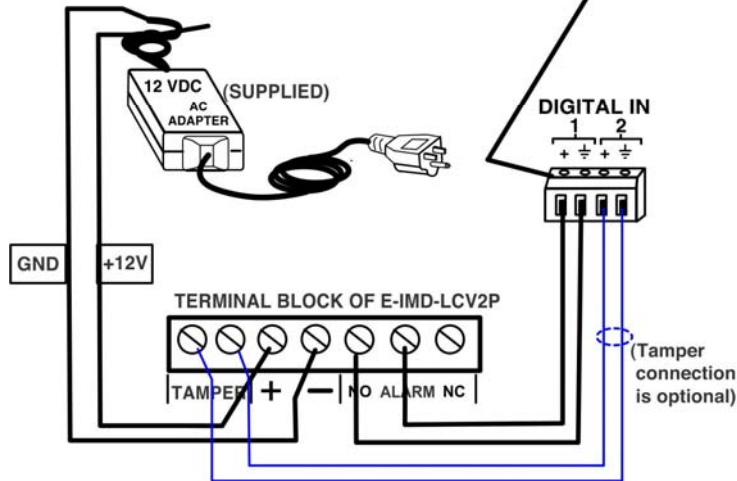 12 VDC
AC
ADAPTER
(SUPPLIED)
DIGITAL IN
1 2
+ ⏚ + ⏚
GND
+12V
TERMINAL BLOCK OF E-IMD-LCV2P
TAMPER + — NO ALARM NC
(Tamper
connection
is optional)